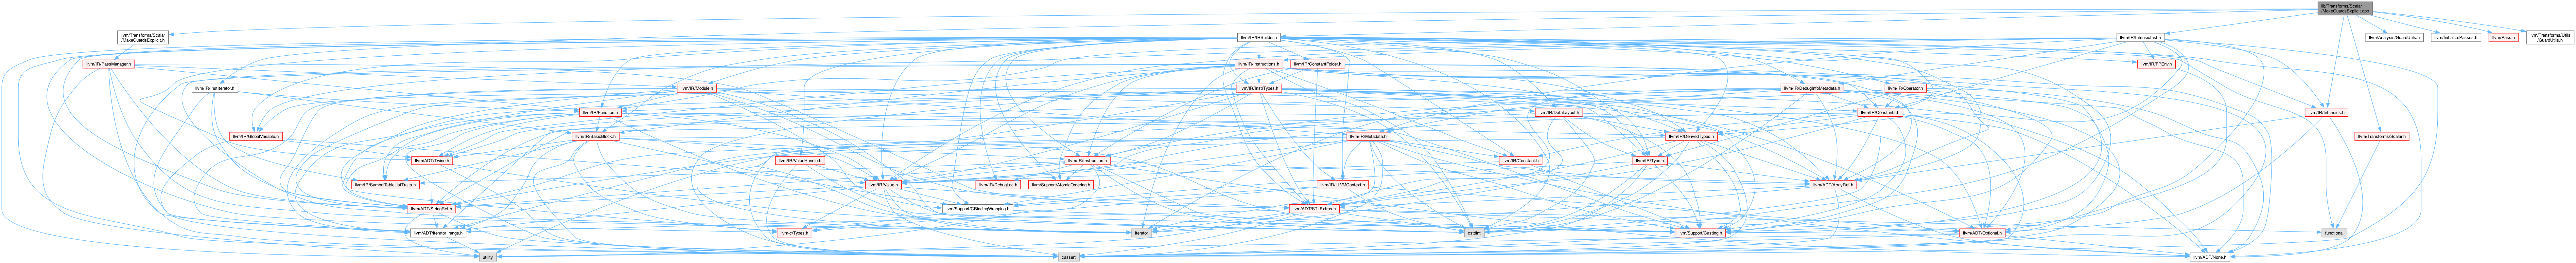 lib/Transforms/Scalar
/MakeGuardsExplicit.cpp
llvm/Transforms/Scalar
/MakeGuardsExplicit.h
llvm/IR/IRBuilder.h
llvm/IR/IntrinsicInst.h
llvm/Analysis/GuardUtils.h
llvm/InitializePasses.h
llvm/Pass.h
llvm/Transforms/Utils
/GuardUtils.h
llvm/IR/PassManager.h
llvm/IR/Instructions.h
llvm/IR/ConstantFolder.h
llvm/IR/FPEnv.h
llvm/IR/InstIterator.h
llvm/IR/Module.h
llvm/IR/InstrTypes.h
llvm/IR/DebugInfoMetadata.h
llvm/IR/Operator.h
llvm/IR/Function.h
llvm/IR/DataLayout.h
llvm/IR/Constants.h
llvm/IR/Intrinsics.h
llvm/IR/GlobalVariable.h
llvm/IR/BasicBlock.h
llvm/IR/Metadata.h
llvm/IR/DerivedTypes.h
llvm/Transforms/Scalar.h
llvm/ADT/Twine.h
llvm/IR/ValueHandle.h
llvm/IR/Instruction.h
llvm/IR/Constant.h
llvm/IR/Type.h
llvm/IR/SymbolTableListTraits.h
llvm/IR/Value.h
llvm/IR/DebugLoc.h
llvm/Support/AtomicOrdering.h
llvm/IR/LLVMContext.h
llvm/ADT/ArrayRef.h
llvm/ADT/StringRef.h
llvm/Support/CBindingWrapping.h
llvm/ADT/STLExtras.h
llvm/ADT/iterator_range.h
llvm-c/Types.h
iterator
cstdint
llvm/Support/Casting.h
llvm/ADT/Optional.h
functional
utility
cassert
llvm/ADT/None.h